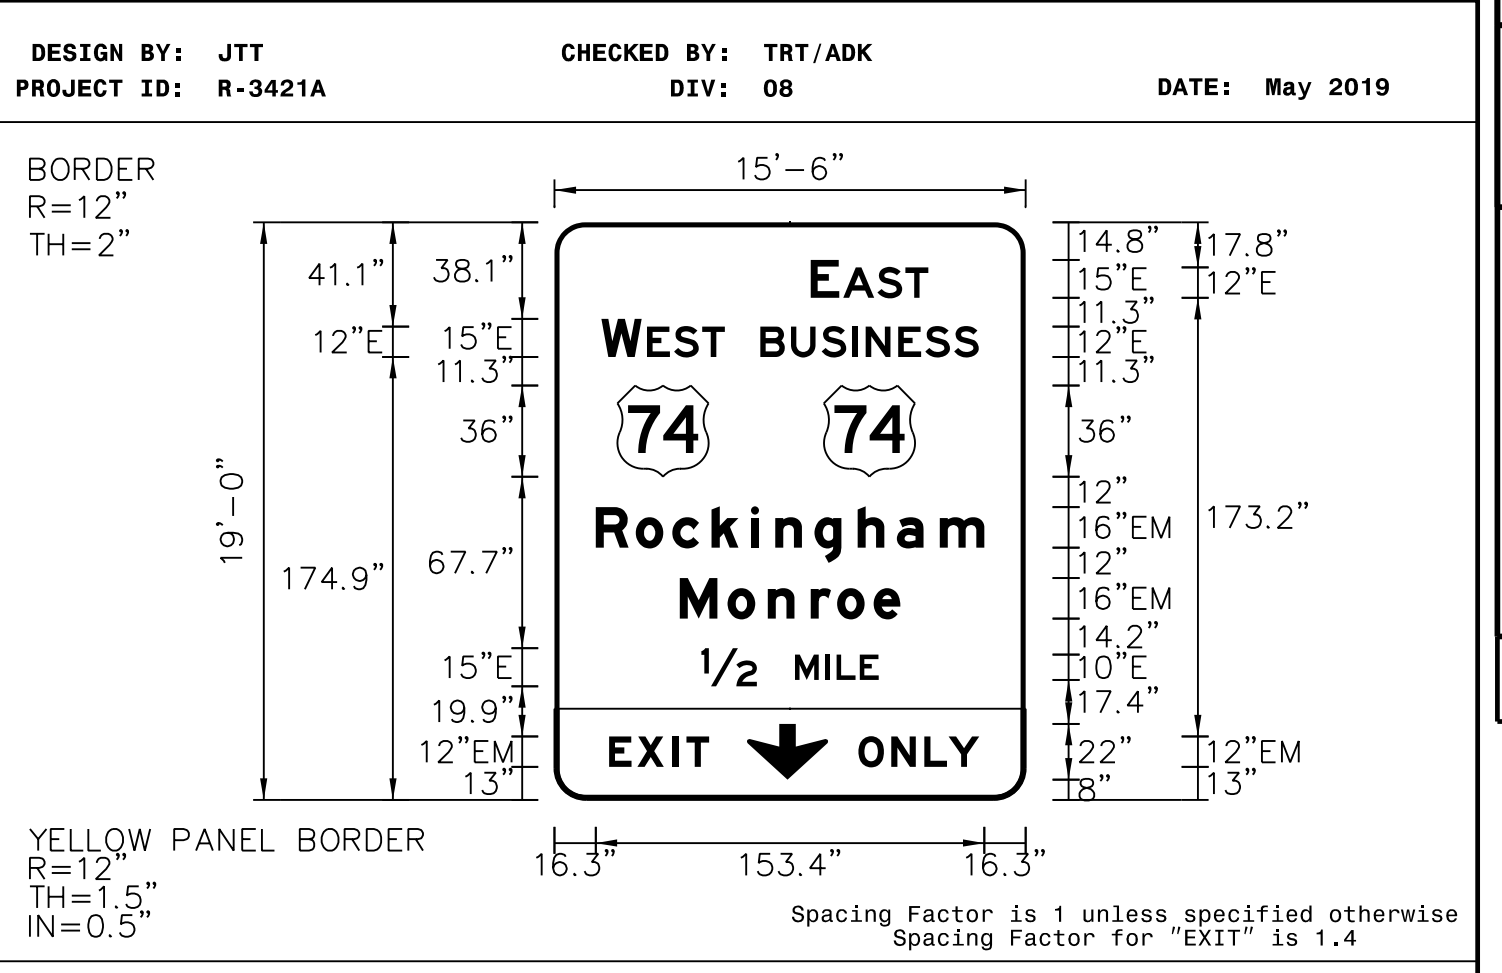 DESIGN BY: JTT CHECKED BY: TRT/ADK
PROJECT ID: R-3421A DIV: 08 DATE: May 2019
BORDER
R=12"
TH=2"
15'-6"
19'-0"
41.1"
12"E
174.9"
38.1"
15"E
11.3"
36"
67.7"
15"E
19.9"
12"EM
13"
EAST
WEST BUSINESS
74 74
Rockingham
Monroe
1/2 MILE
EXIT ONLY
14.8"
15"E
11.3"
12"E
11.3"
36"
12"
16"EM
12"
16"EM
14.2"
10"E
17.4"
22"
8"
17.8"
12"E
173.2"
12"EM
13"
16.3" 153.4" 16.3"
YELLOW PANEL BORDER
R=12"
TH=1.5"
IN=0.5"
Spacing Factor is 1 unless specified otherwise
Spacing Factor for "EXIT" is 1.4